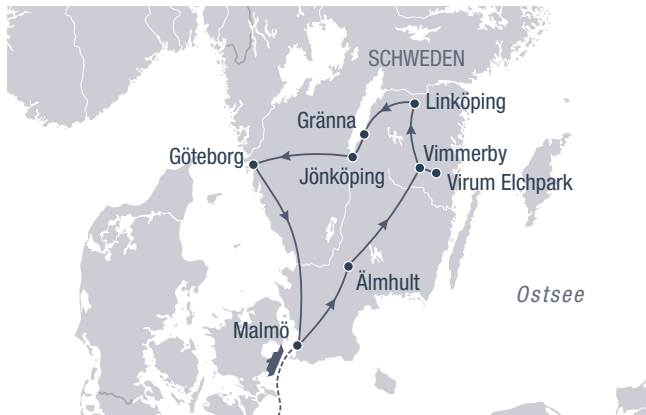 SCHWEDEN
Linköping
Gränna
Göteborg
Jönköping
Vimmerby
Virum Elchpark
Älmhult
Ostsee
Malmö